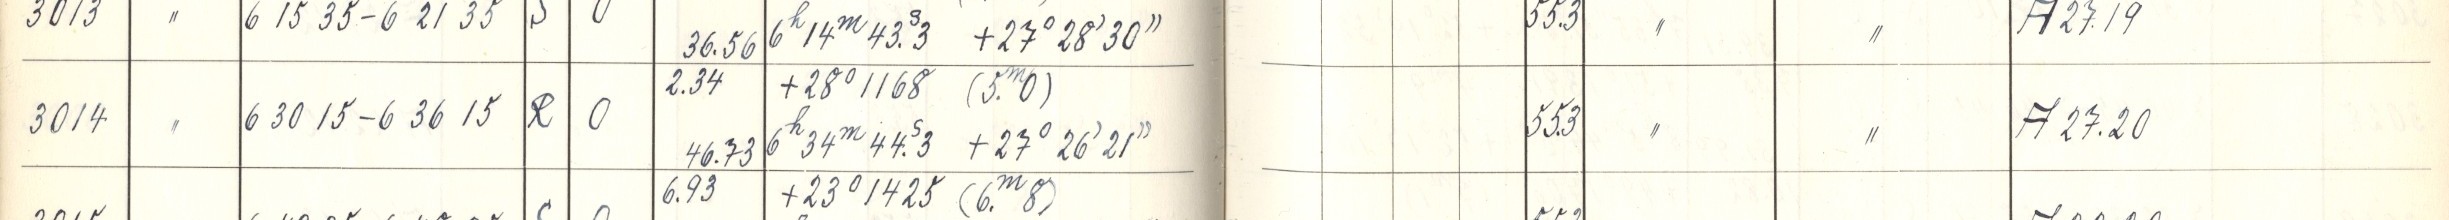 3013 " 6 15 35 – 6 21 35 S 0 55.3 " " A 27.19
36.56 6h 14m 43.s3 +27° 28' 30"
2.34 +28° 1168 (5.m0)
3014 " 6 30 15 – 6 36 15 R 0 55.3 " " A 27.20
46.73 6h 34m 44.s3 +27° 26' 21"
6.93 +23° 1425 (6.m8)